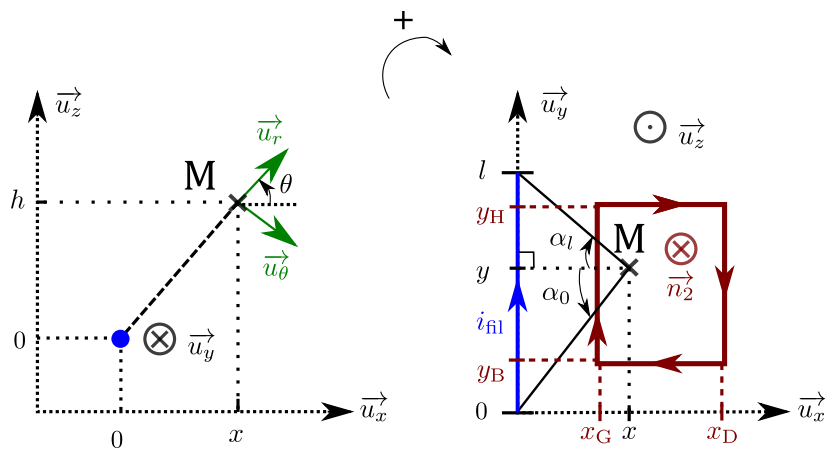 +
u_z
u_r
M
θ
h
u_θ
0
u_y
u_x
0
x
u_y
u_z
l
y_H
α_l
M
y
n_2
α_0
i_fil
y_B
0
u_x
x_G
x
x_D